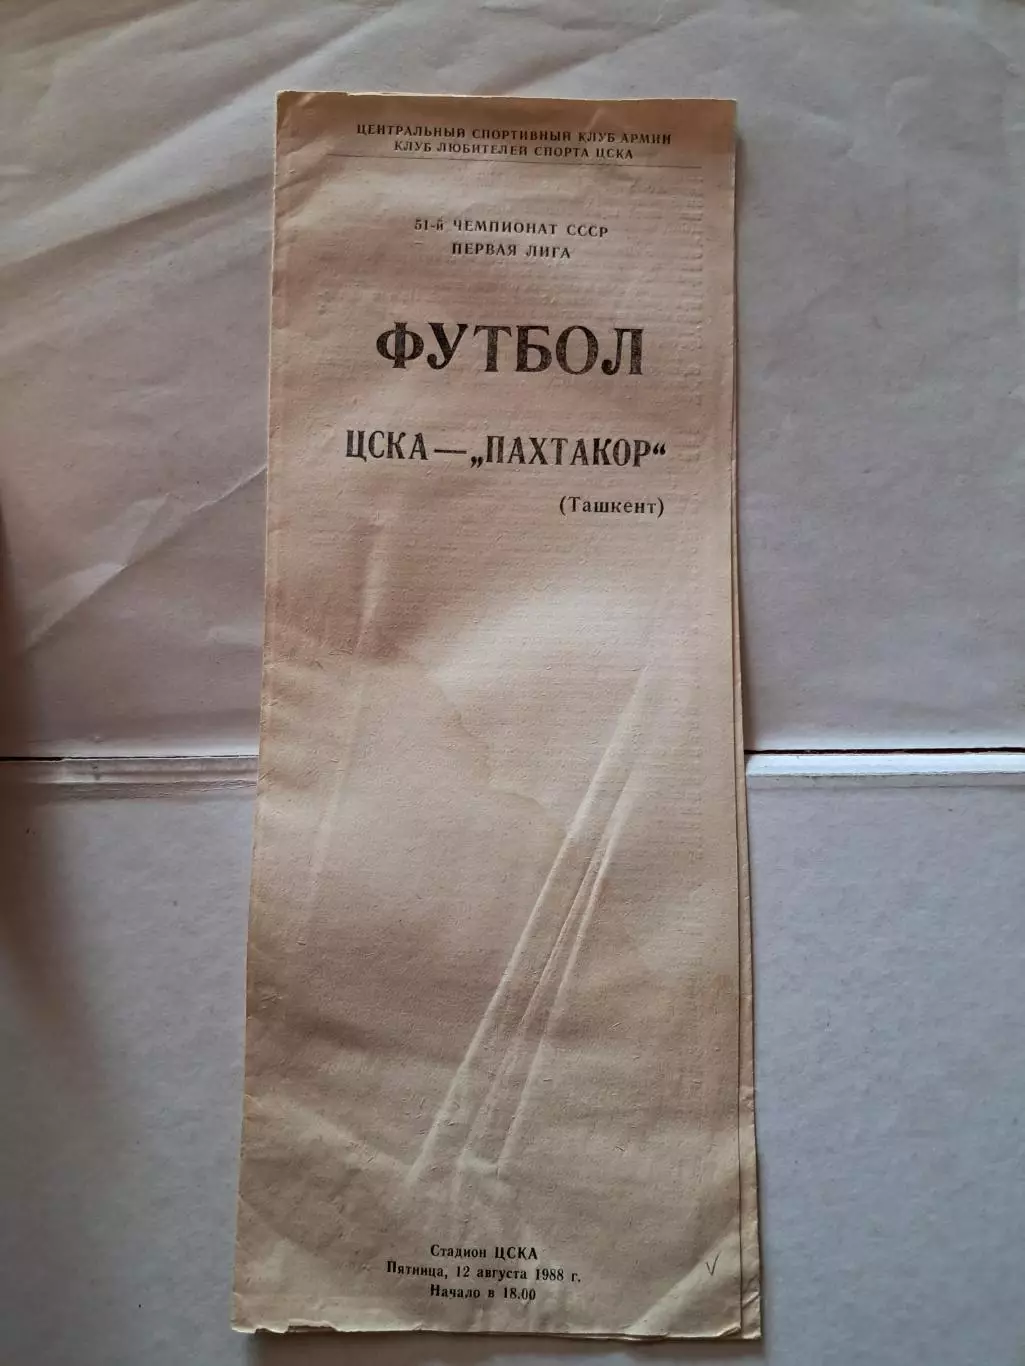 ЦЕНТРАЛЬНЫЙ СПОРТИВНЫЙ КЛУБ АРМИИ
КЛУБ ЛЮБИТЕЛЕЙ СПОРТА ЦСКА
51-й ЧЕМПИОНАТ СССР
ПЕРВАЯ ЛИГА
ФУТБОЛ
ЦСКА — „ПАХТАКОР“
(Ташкент)
Стадион ЦСКА
Пятница, 12 августа 1988 г.
Начало в 18.00